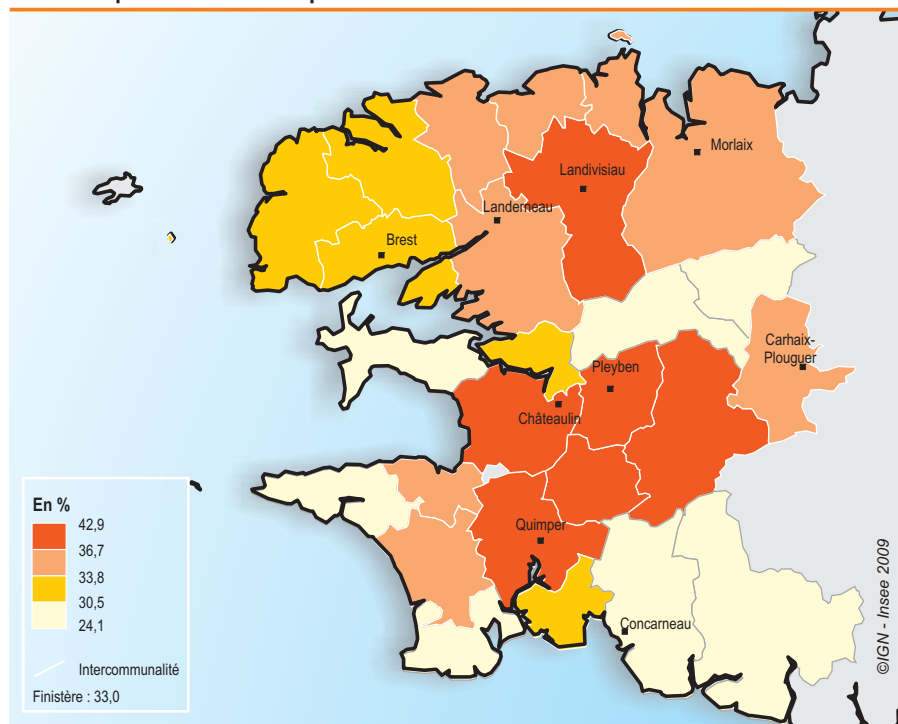 Morlaix
Landivisiau
Landerneau
Brest
Carhaix-
Plouguer
Pleyben
Châteaulin
Quimper
Concarneau
En %
42,9
36,7
33,8
30,5
24,1
Intercommunalité
Finistère : 33,0
©IGN - Insee 2009